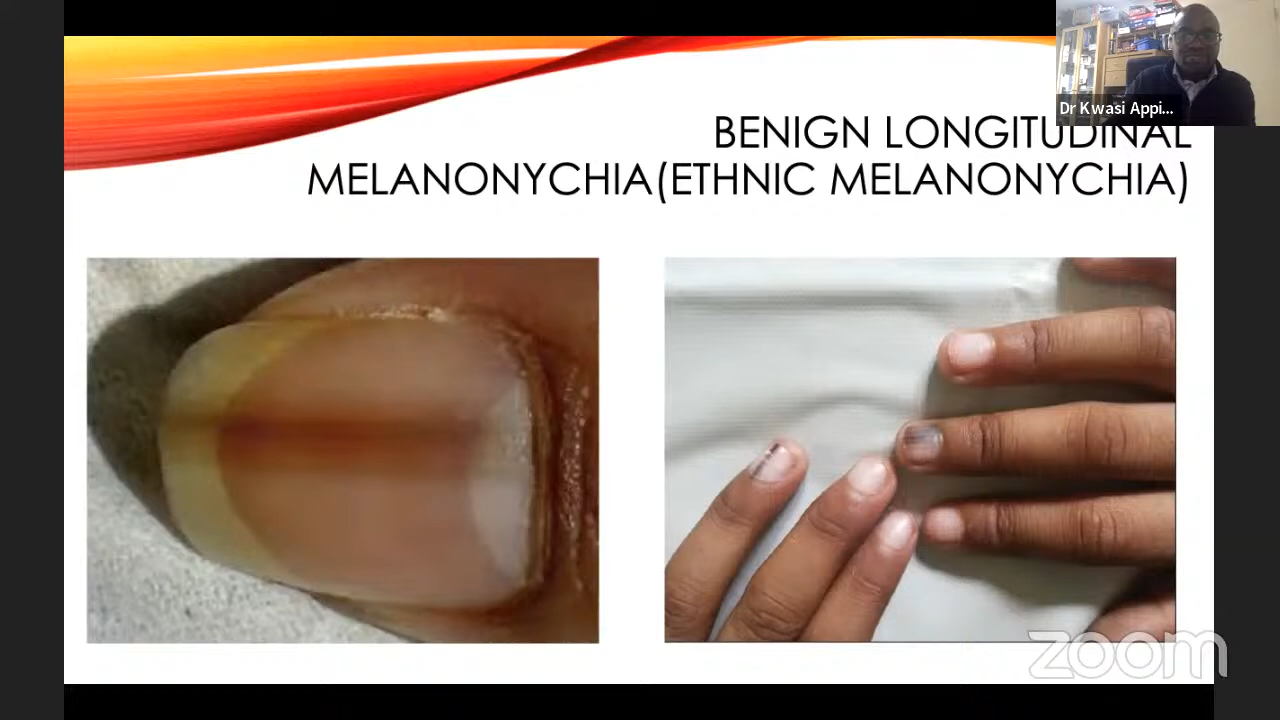 Dr Kwasi Appi...
BENIGN LONGITUDINAL
MELANONYCHIA(ETHNIC MELANONYCHIA)
zoom